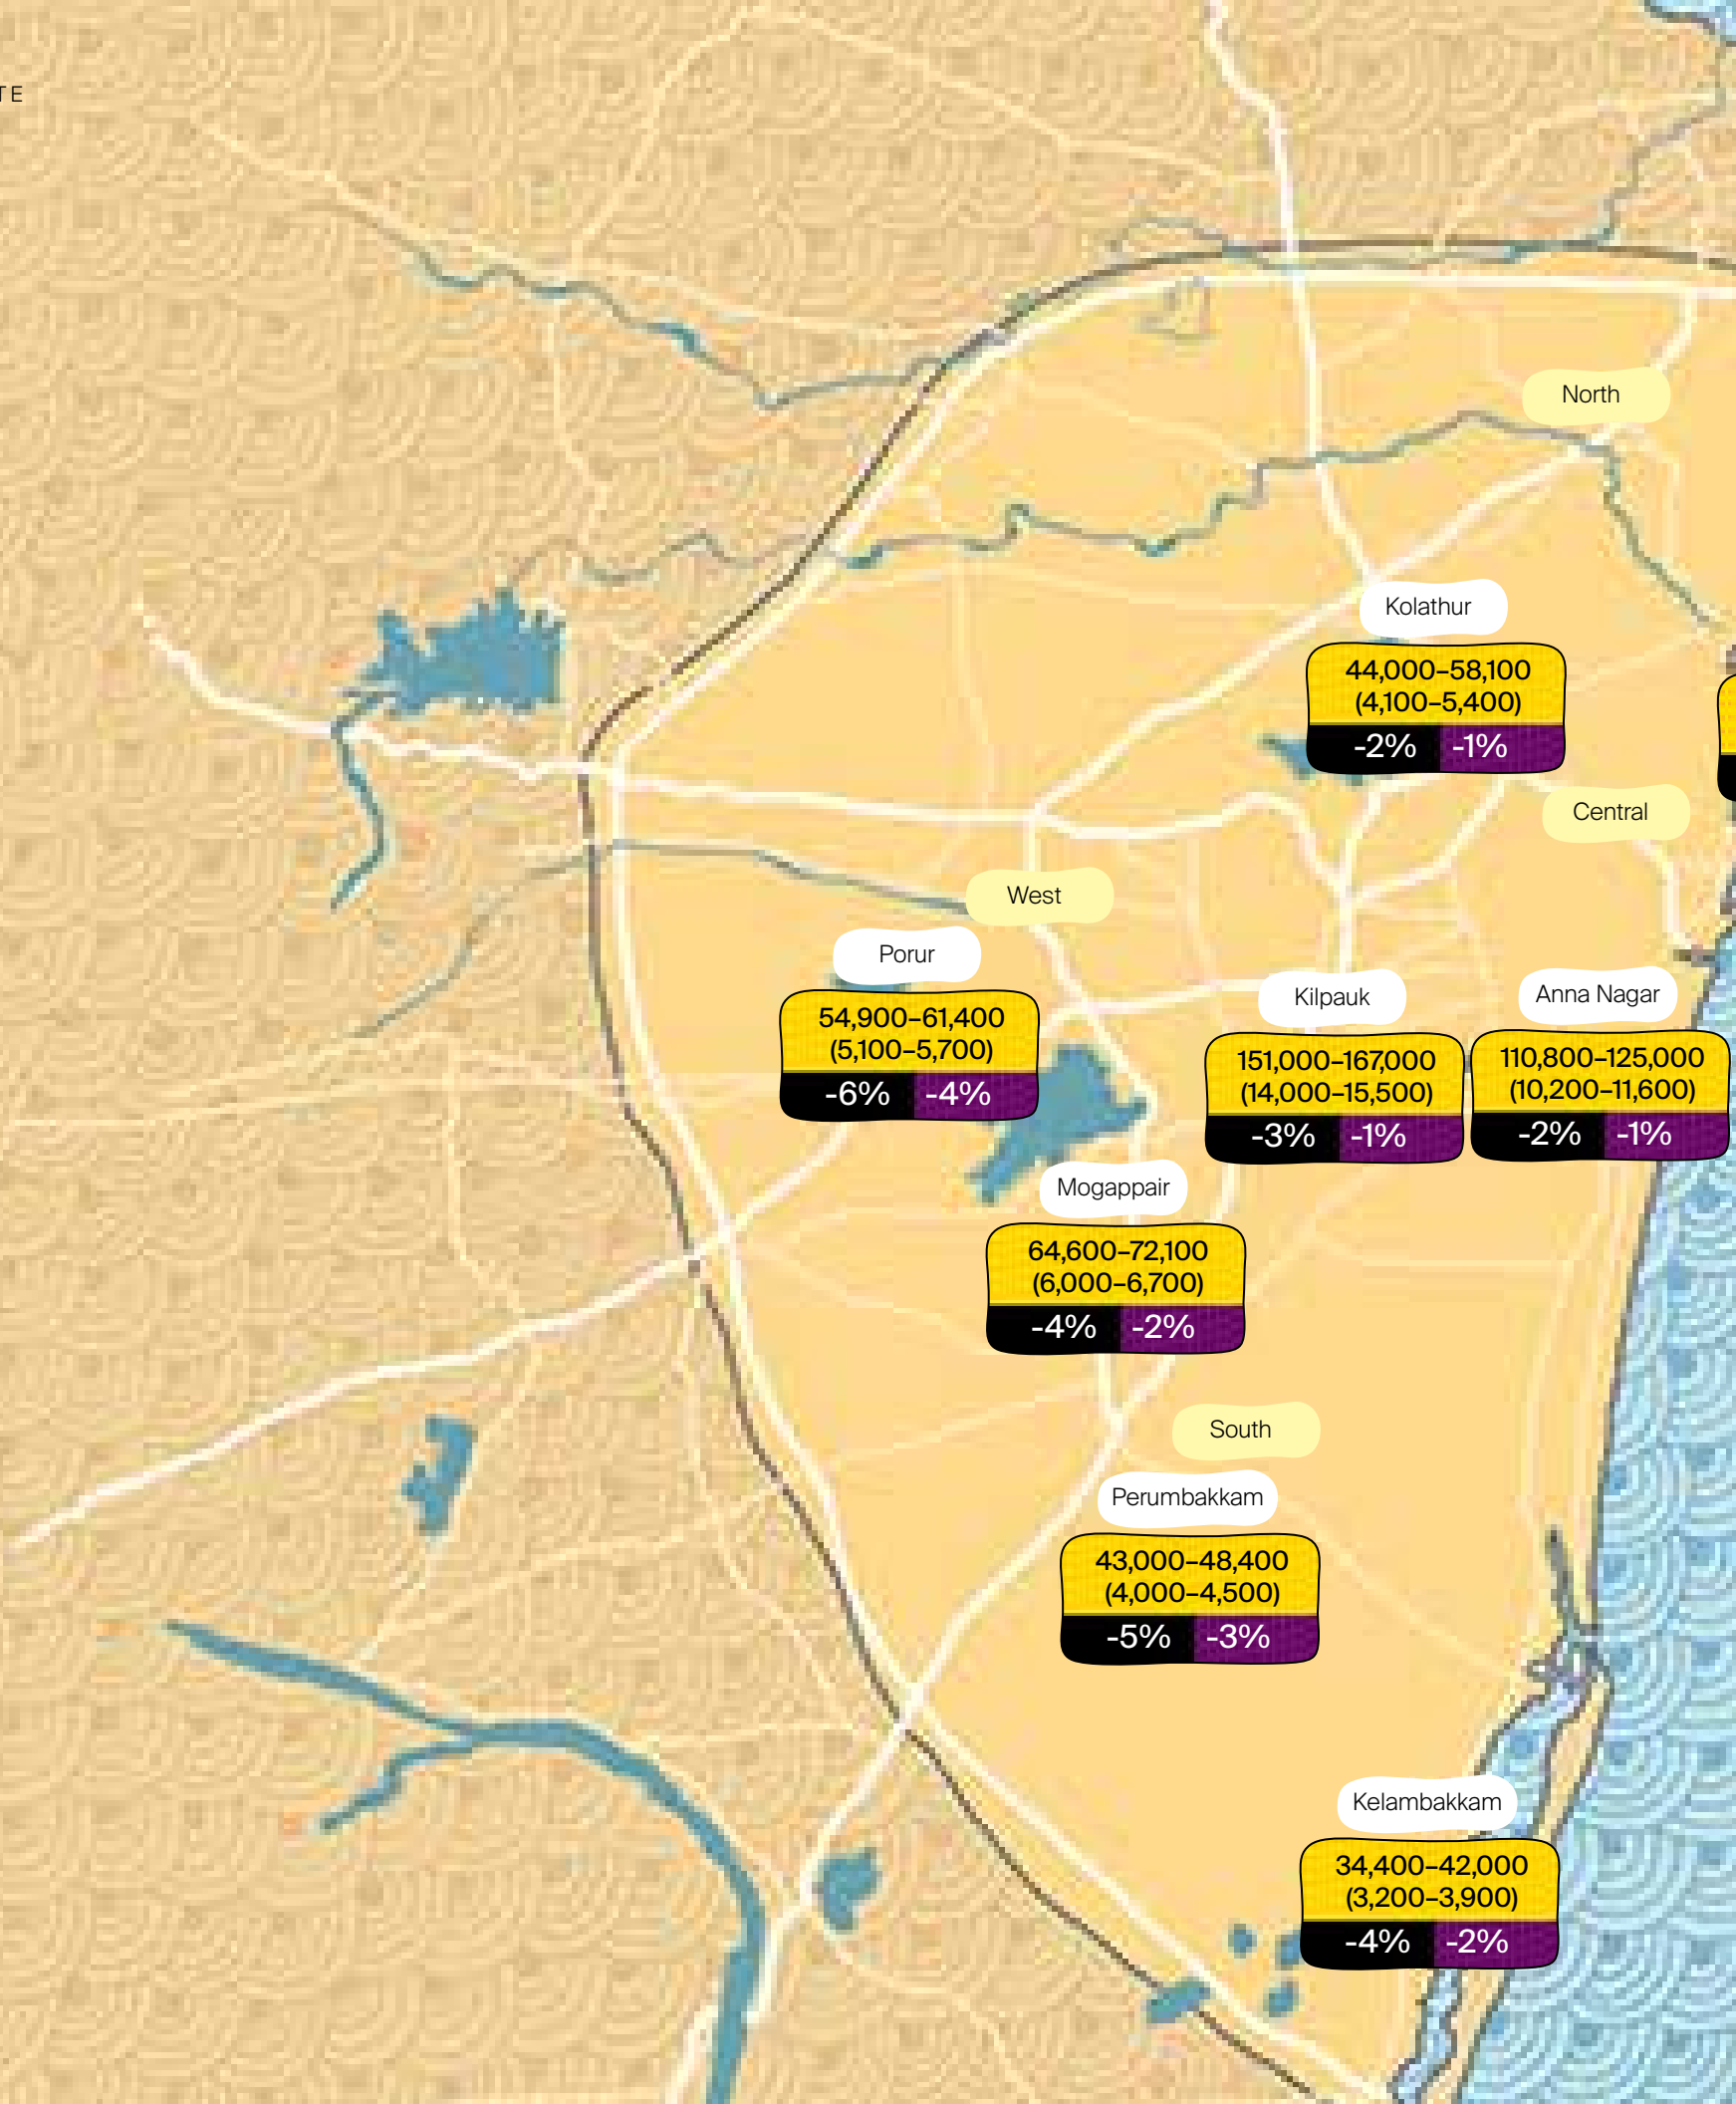 TE
North
Kolathur
44,000–58,100
(4,100–5,400)
-2% -1%
Central
West
Porur
54,900–61,400
(5,100–5,700)
-6% -4%
Kilpauk
151,000–167,000
(14,000–15,500)
-3% -1%
Anna Nagar
110,800–125,000
(10,200–11,600)
-2% -1%
Mogappair
64,600–72,100
(6,000–6,700)
-4% -2%
South
Perumbakkam
43,000–48,400
(4,000–4,500)
-5% -3%
Kelambakkam
34,400–42,000
(3,200–3,900)
-4% -2%